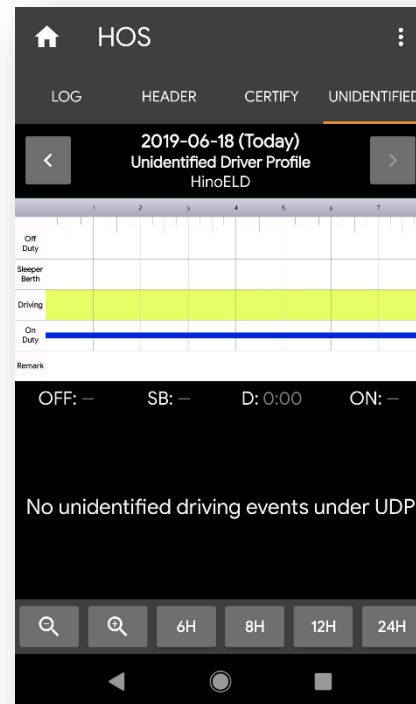 HOS
LOG HEADER CERTIFY UNIDENTIFIED
2019-06-18 (Today)
Unidentified Driver Profile
HinoELD
1 2 3 4 5 6 7
Off
Duty
Sleeper
Berth
Driving
On
Duty
Remark
OFF: – SB: – D: 0:00 ON: –
No unidentified driving events under UDP
6H 8H 12H 24H